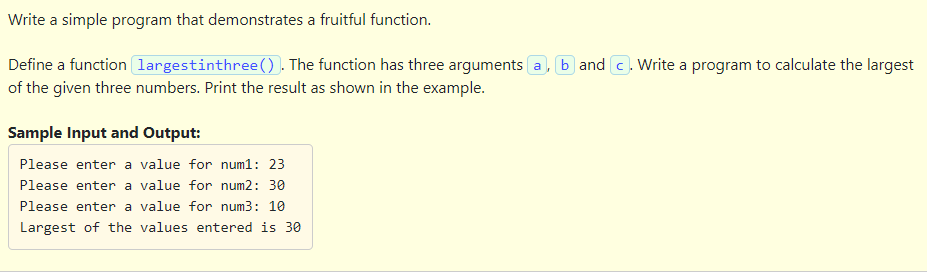 Write a simple program that demonstrates a fruitful function.
Define a function largestinthree(). The function has three arguments a, b and c. Write a program to calculate the largest
of the given three numbers. Print the result as shown in the example.
Sample Input and Output:
Please enter a value for num1: 23
Please enter a value for num2: 30
Please enter a value for num3: 10
Largest of the values entered is 30